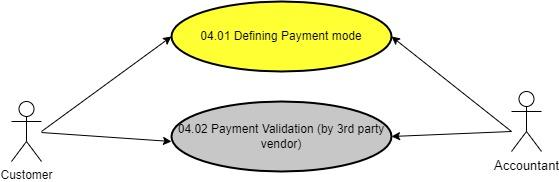 04.01 Defining Payment mode
04.02 Payment Validation (by 3rd party
vendor)
Customer
Accountant